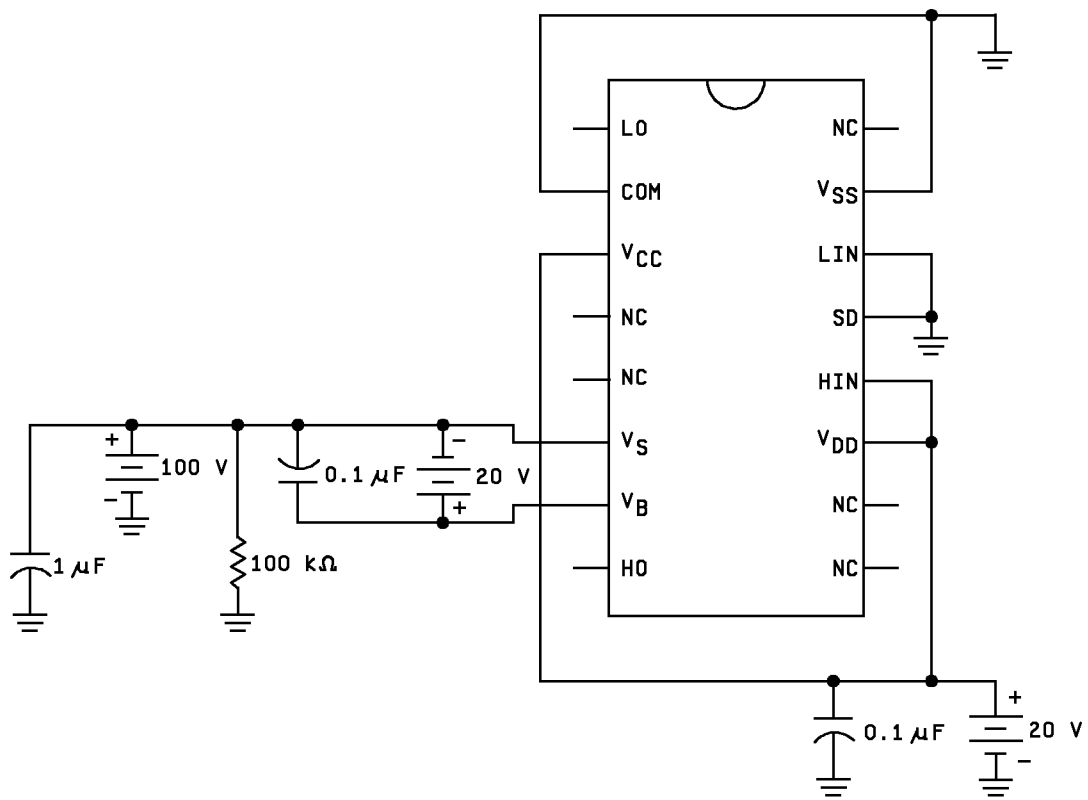 LO NC
COM VSS
VCC LIN
NC SD
NC HIN
VS VDD
VB NC
HO NC
+ 100 V -
0.1 µF
- 20 V +
1 µF
100 kΩ
0.1 µF
+ 20 V -